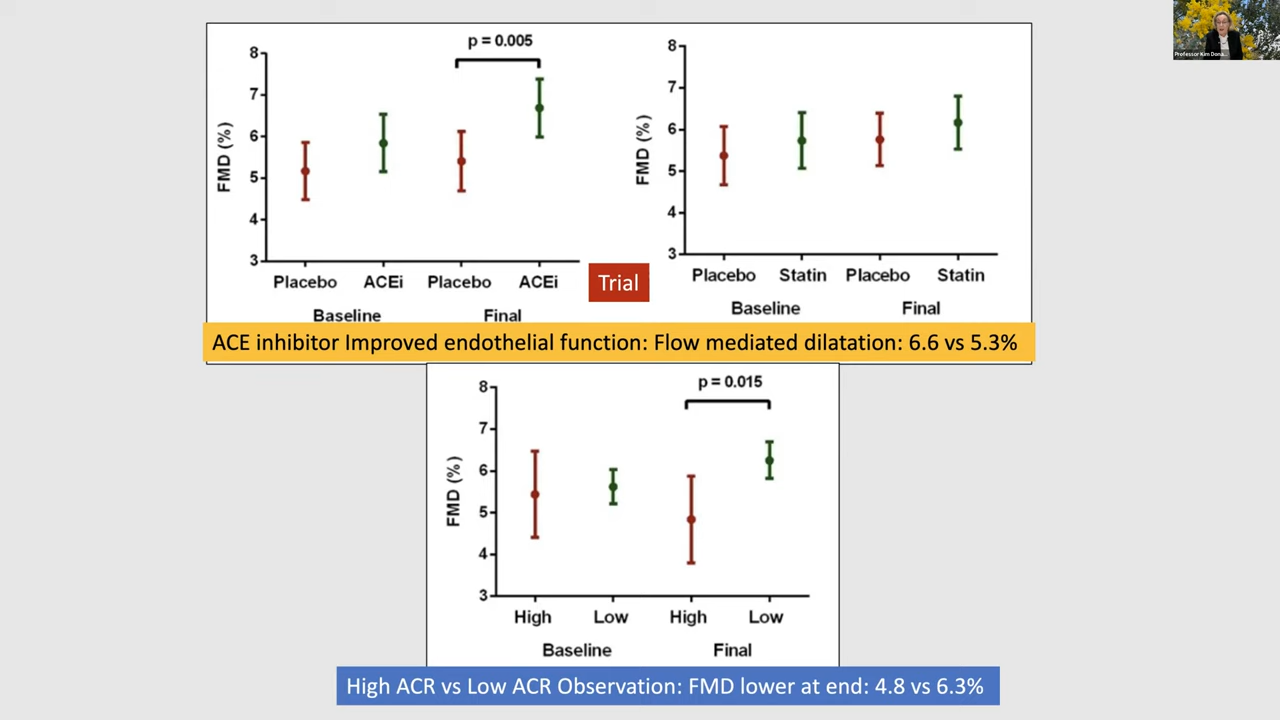 Professor Kim Dona...
p = 0.005
8
7
6
5
4
3
FMD (%)
Placebo ACEi Placebo ACEi
Baseline Final
8
7
6
5
4
3
FMD (%)
Placebo Statin Placebo Statin
Baseline Final
Trial
ACE inhibitor Improved endothelial function: Flow mediated dilatation: 6.6 vs 5.3%
p = 0.015
8
7
6
5
4
3
FMD (%)
High Low High Low
Baseline Final
High ACR vs Low ACR Observation: FMD lower at end: 4.8 vs 6.3%